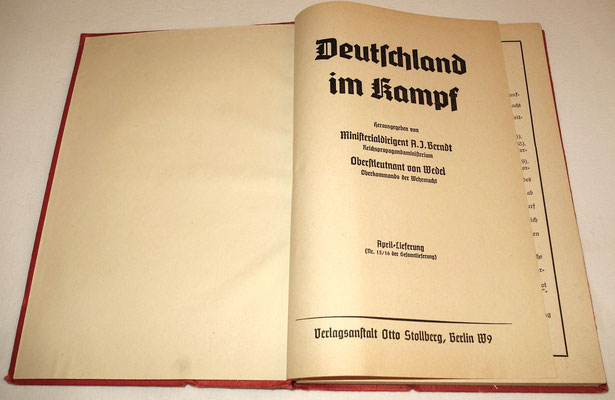 Deutschland
im Kampf
Herausgegeben von
Ministerialdirigent A. J. Berndt
Reichspropagandaministerium
Oberstleutnant von Wedel
Oberkommando der Wehrmacht
April-Lieferung
(Nr. 15/16 der Gesamtlieferung)
Verlagsanstalt Otto Stollberg, Berlin W9